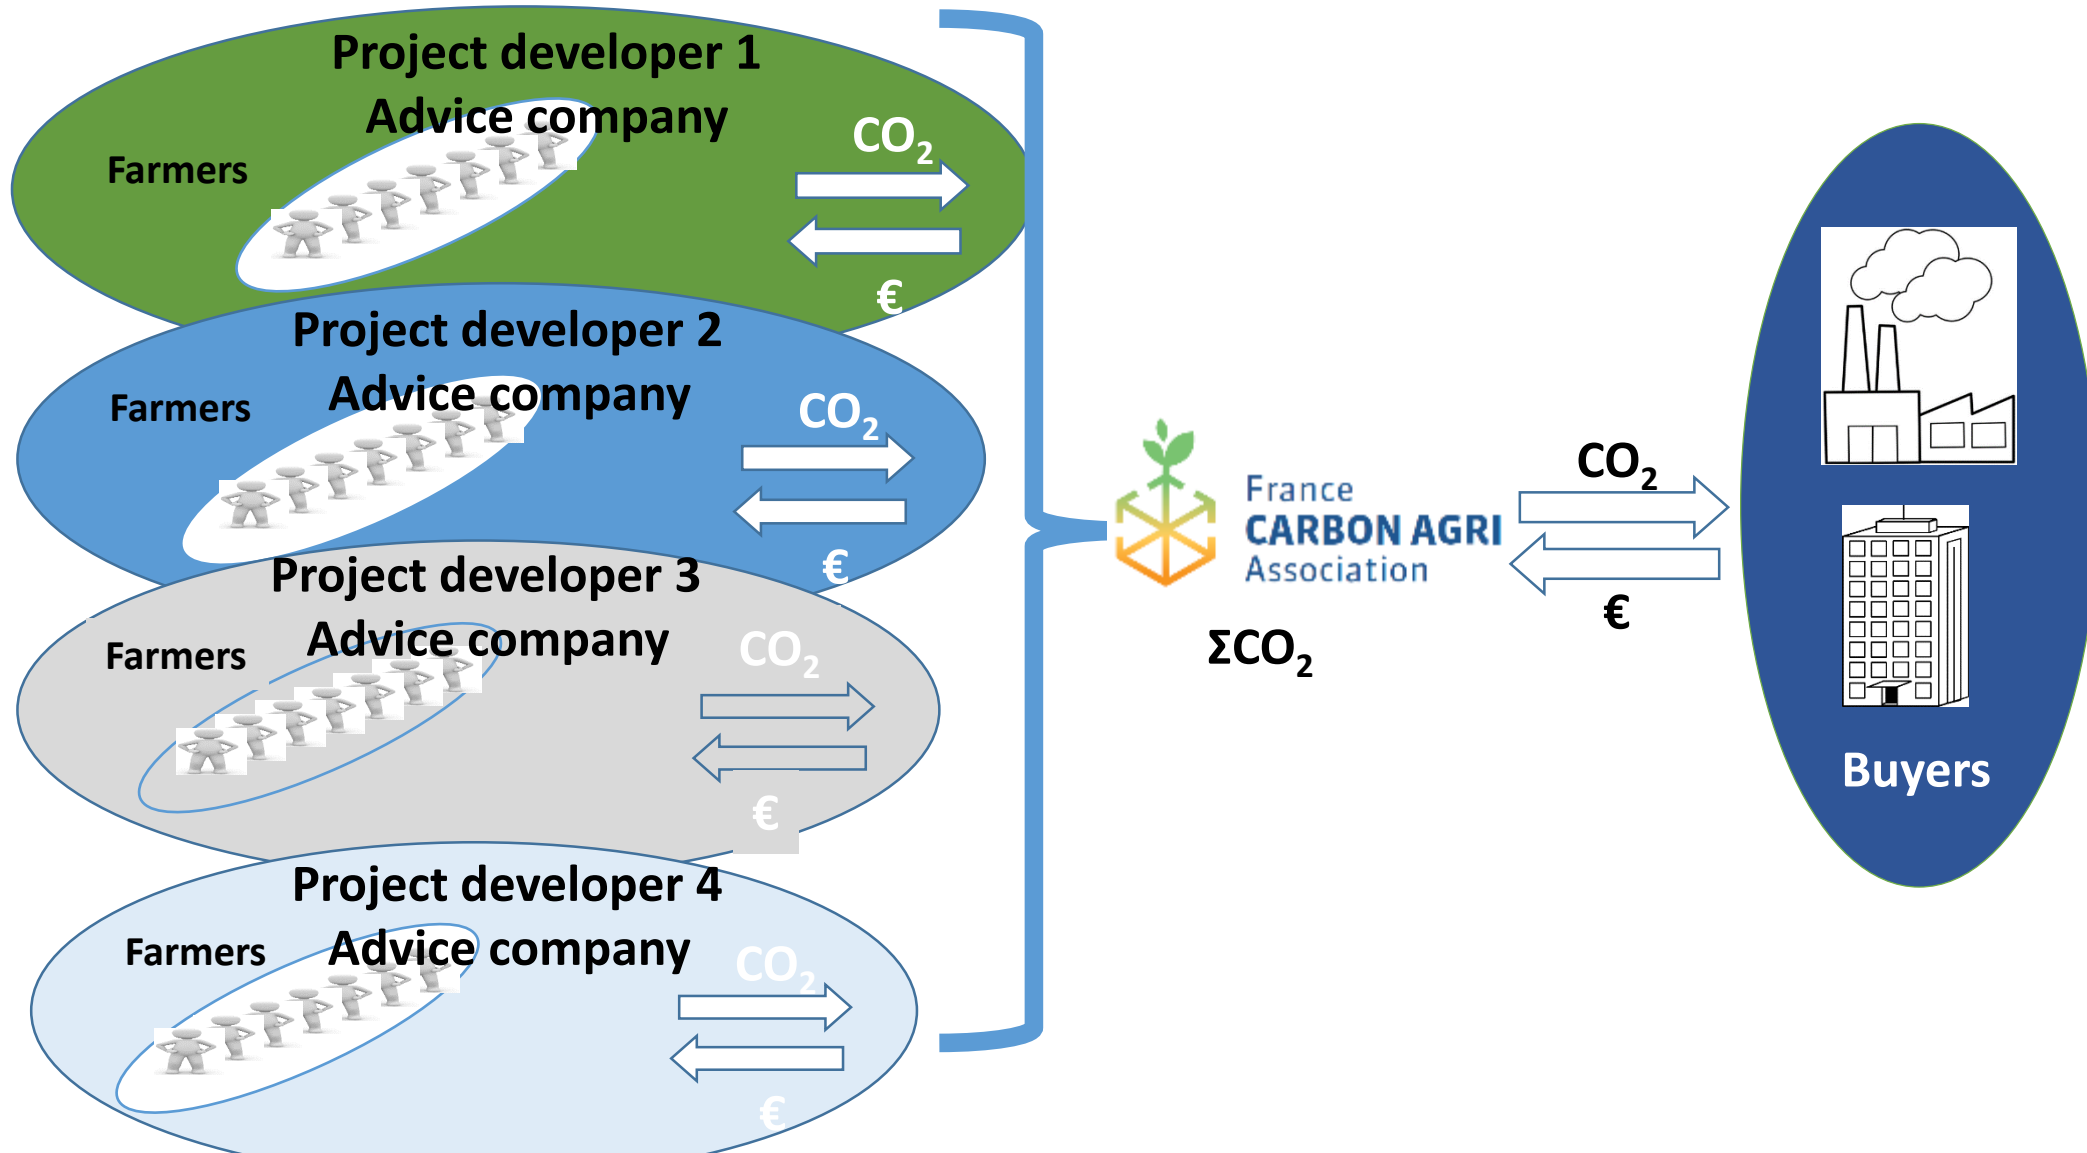 Project developer 1
Advice company
Farmers
CO₂
€
Project developer 2
Advice company
Farmers
CO₂
€
Project developer 3
Advice company
Farmers
CO₂
€
Project developer 4
Advice company
Farmers
CO₂
€
France
CARBON AGRI
Association
ΣCO₂
CO₂
€
Buyers